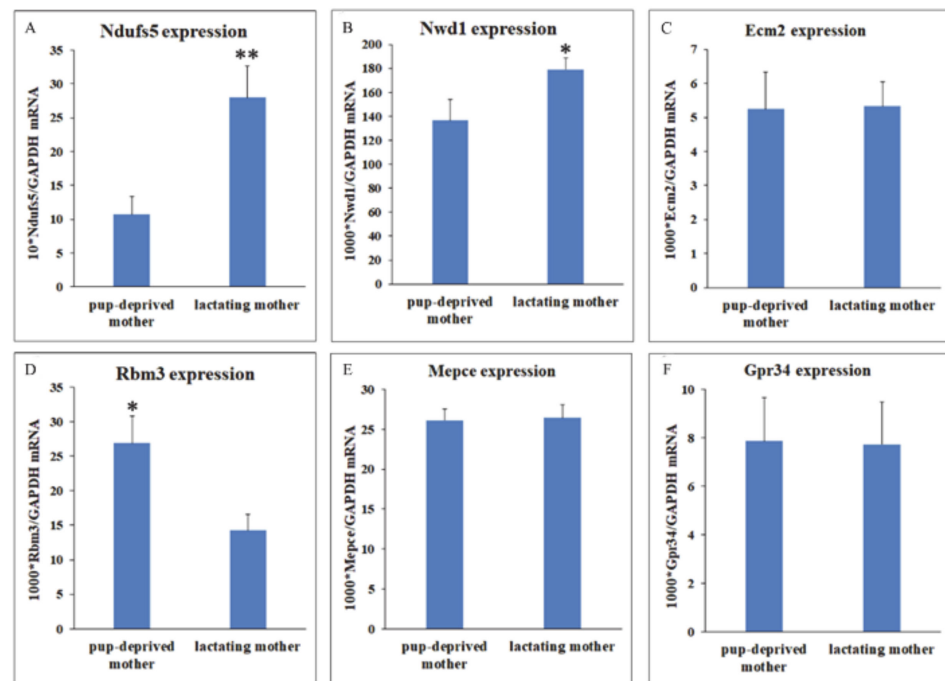 A
Ndufs5 expression
10*Ndufs5/GAPDH mRNA
35
30
25
20
15
10
5
0
**
pup-deprived mother
lactating mother
B
Nwd1 expression
1000*Nwd1/GAPDH mRNA
200
180
160
140
120
100
80
60
40
20
0
*
pup-deprived mother
lactating mother
C
Ecm2 expression
1000*Ecm2/GAPDH mRNA
7
6
5
4
3
2
1
0
pup-deprived mother
lactating mother
D
Rbm3 expression
1000*Rbm3/GAPDH mRNA
35
30
25
20
15
10
5
0
*
pup-deprived mother
lactating mother
E
Mepce expression
1000*Mepce/GAPDH mRNA
30
25
20
15
10
5
0
pup-deprived mother
lactating mother
F
Gpr34 expression
1000*Gpr34/GAPDH mRNA
10
8
6
4
2
0
pup-deprived mother
lactating mother